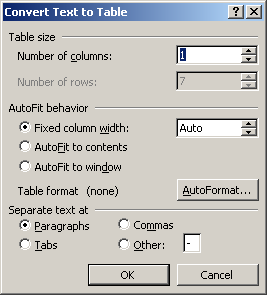 Convert Text to Table
Table size
Number of columns: 1
Number of rows: 7
AutoFit behavior
Fixed column width: Auto
AutoFit to contents
AutoFit to window
Table format (none) AutoFormat...
Separate text at
Paragraphs Commas
Tabs Other: -
OK Cancel